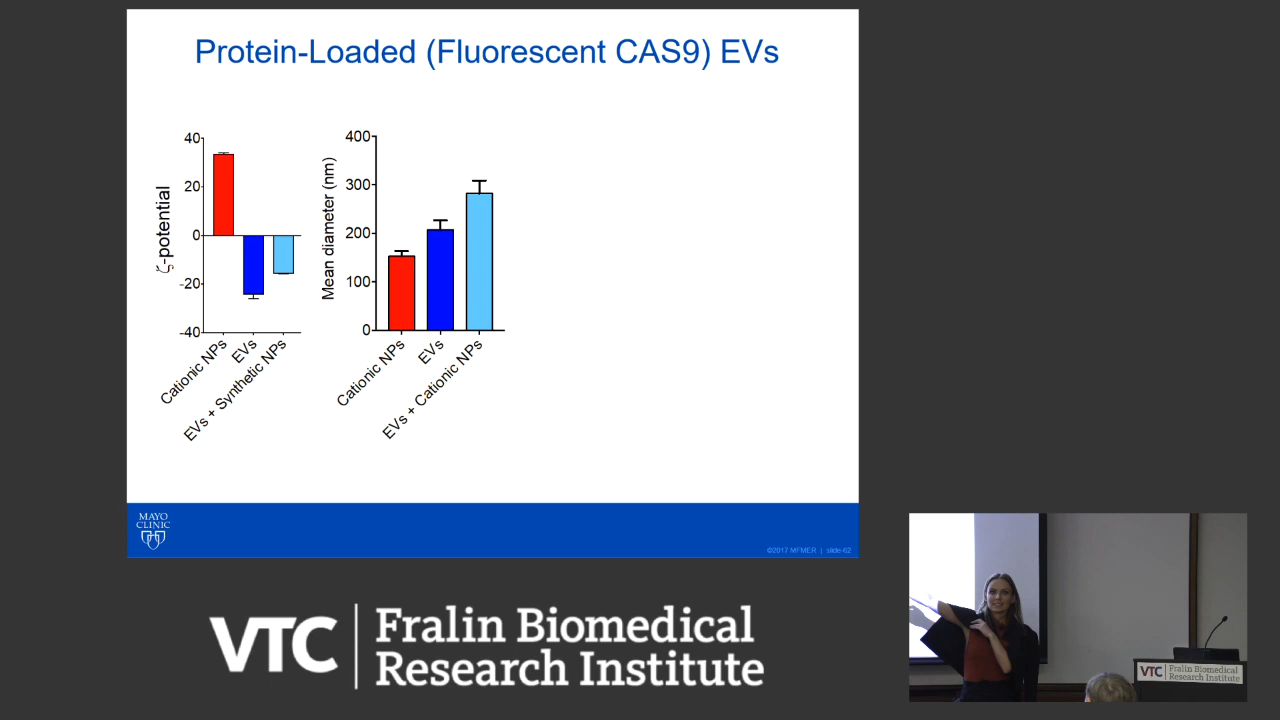 Protein-Loaded (Fluorescent CAS9) EVs
ζ-potential
40
20
0
-20
-40
Cationic NPs
EVs
EVs + Synthetic NPs
Mean diameter (nm)
400
300
200
100
0
Cationic NPs
EVs
EVs + Cationic NPs
MAYO
CLINIC
©2017 MFMER | slide-62
VTC
Fralin Biomedical
Research Institute
VTC
Fralin Biomedical
Research Institute